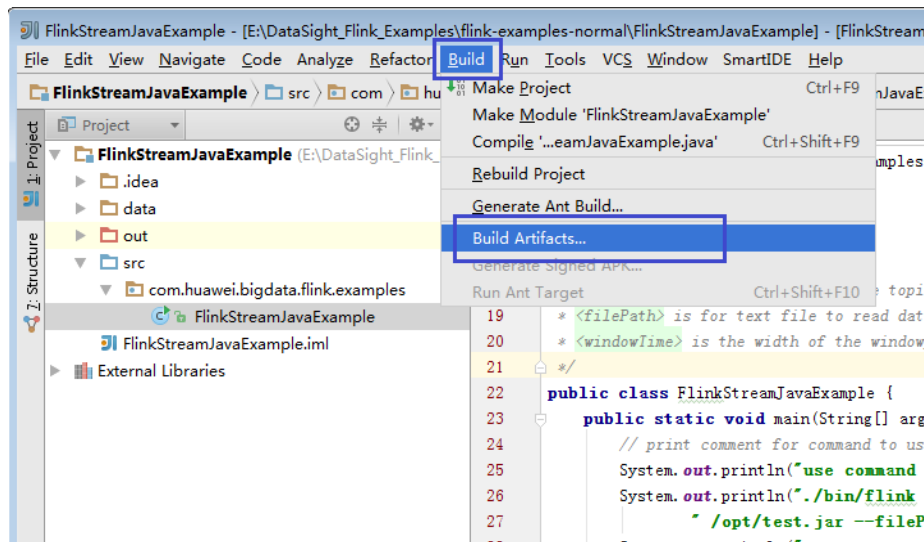 FlinkStreamJavaExample - [E:\DataSight_Flink_Examples\flink-examples-normal\FlinkStreamJavaExample] - [FlinkStream
File Edit View Navigate Code Analyze Refactor Build Run Tools VCS Window SmartIDE Help
FlinkStreamJavaExample src com hu
Project
1: Project
7: Structure
FlinkStreamJavaExample (E:\DataSight_Flink_
.idea
data
out
src
com.huawei.bigdata.flink.examples
FlinkStreamJavaExample
FlinkStreamJavaExample.iml
External Libraries
Make Project Ctrl+F9
Make Module 'FlinkStreamJavaExample'
Compile '...eamJavaExample.java' Ctrl+Shift+F9
Rebuild Project
Generate Ant Build...
Build Artifacts...
Generate Signed APK...
Run Ant Target Ctrl+Shift+F10
nJavaE
mples
topi
19 * <filePath> is for text file to read dat
20 * <windowTime> is the width of the window
21 */
22 public class FlinkStreamJavaExample {
23 public static void main(String[] arg
24 // print comment for command to us
25 System.out.println("use command
26 System.out.println("./bin/flink
27 " /opt/test.jar --fileP